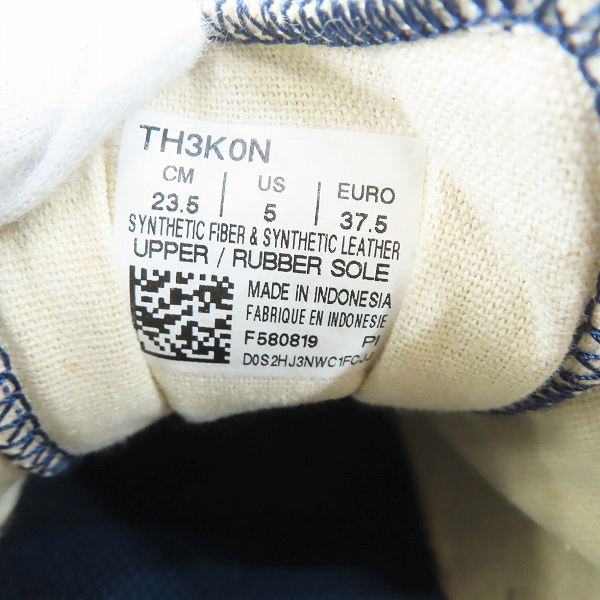 TH3K0N
CM | US | EURO
23.5 | 5 | 37.5
SYNTHETIC FIBER & SYNTHETIC LEATHER
UPPER / RUBBER SOLE
MADE IN INDONESIA
FABRIQUE EN INDONESIE
F580819 PI